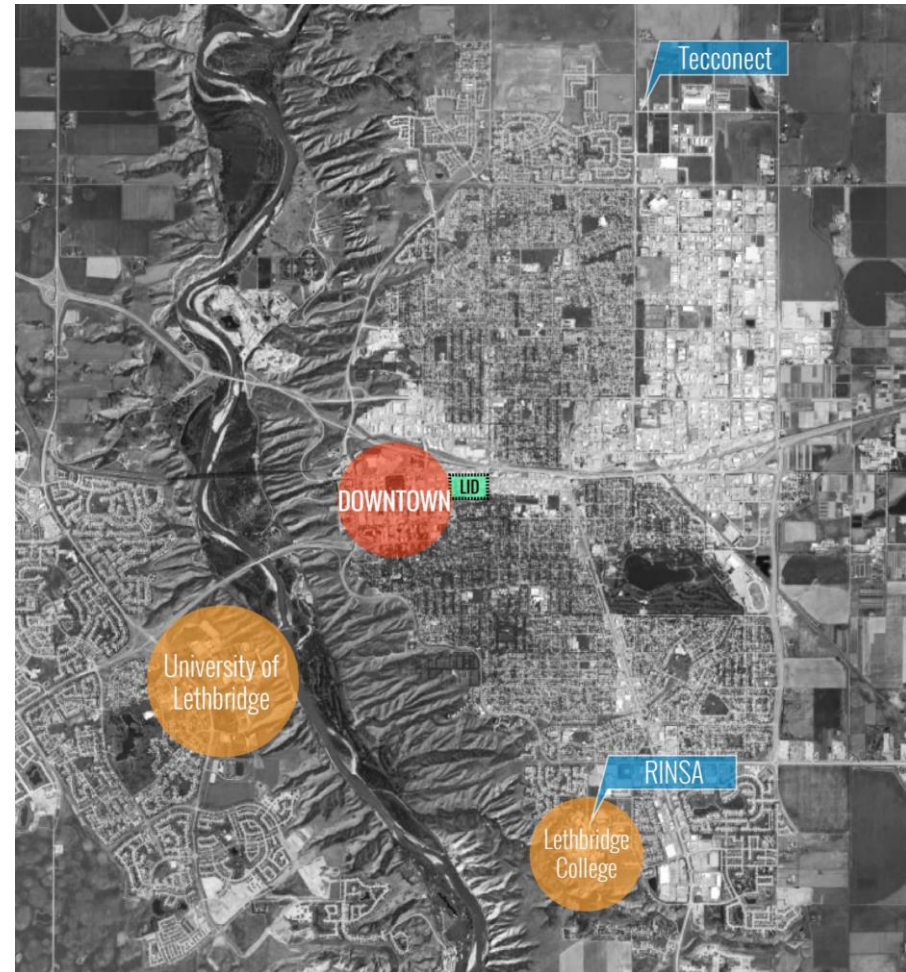 Tecconect
DOWNTOWN
LID
University of
Lethbridge
RINSA
Lethbridge
College